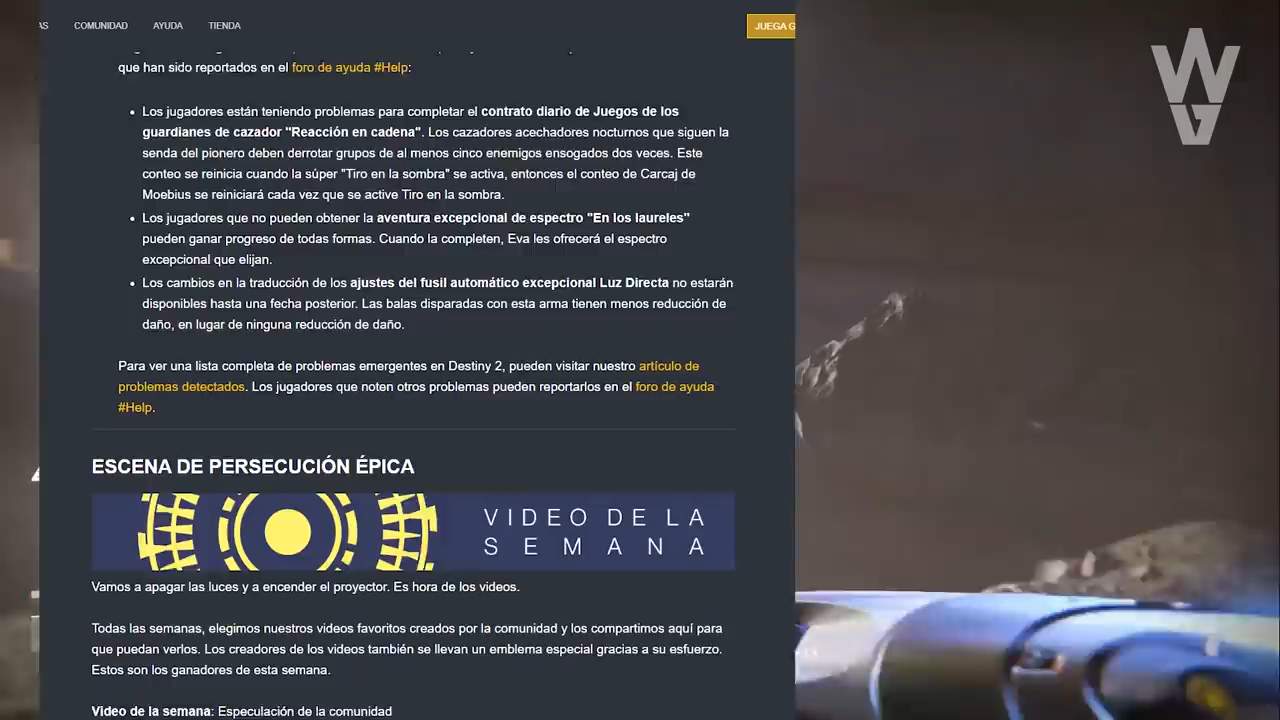 COMUNIDAD AYUDA TIENDA
JUEGA G
que han sido reportados en el foro de ayuda #Help:
• Los jugadores están teniendo problemas para completar el contrato diario de Juegos de los
guardianes de cazador "Reacción en cadena". Los cazadores acechadores nocturnos que siguen la
senda del pionero deben derrotar grupos de al menos cinco enemigos ensogados dos veces. Este
conteo se reinicia cuando la súper "Tiro en la sombra" se activa, entonces el conteo de Carcaj de
Moebius se reiniciará cada vez que se active Tiro en la sombra.
• Los jugadores que no pueden obtener la aventura excepcional de espectro "En los laureles"
pueden ganar progreso de todas formas. Cuando la completen, Eva les ofrecerá el espectro
excepcional que elijan.
• Los cambios en la traducción de los ajustes del fusil automático excepcional Luz Directa no estarán
disponibles hasta una fecha posterior. Las balas disparadas con esta arma tienen menos reducción de
daño, en lugar de ninguna reducción de daño.
Para ver una lista completa de problemas emergentes en Destiny 2, pueden visitar nuestro artículo de
problemas detectados. Los jugadores que noten otros problemas pueden reportarlos en el foro de ayuda
#Help.
ESCENA DE PERSECUCIÓN ÉPICA
VIDEO DE LA
SEMANA
Vamos a apagar las luces y a encender el proyector. Es hora de los videos.
Todas las semanas, elegimos nuestros videos favoritos creados por la comunidad y los compartimos aquí para
que puedan verlos. Los creadores de los videos también se llevan un emblema especial gracias a su esfuerzo.
Estos son los ganadores de esta semana.
Video de la semana: Especulación de la comunidad